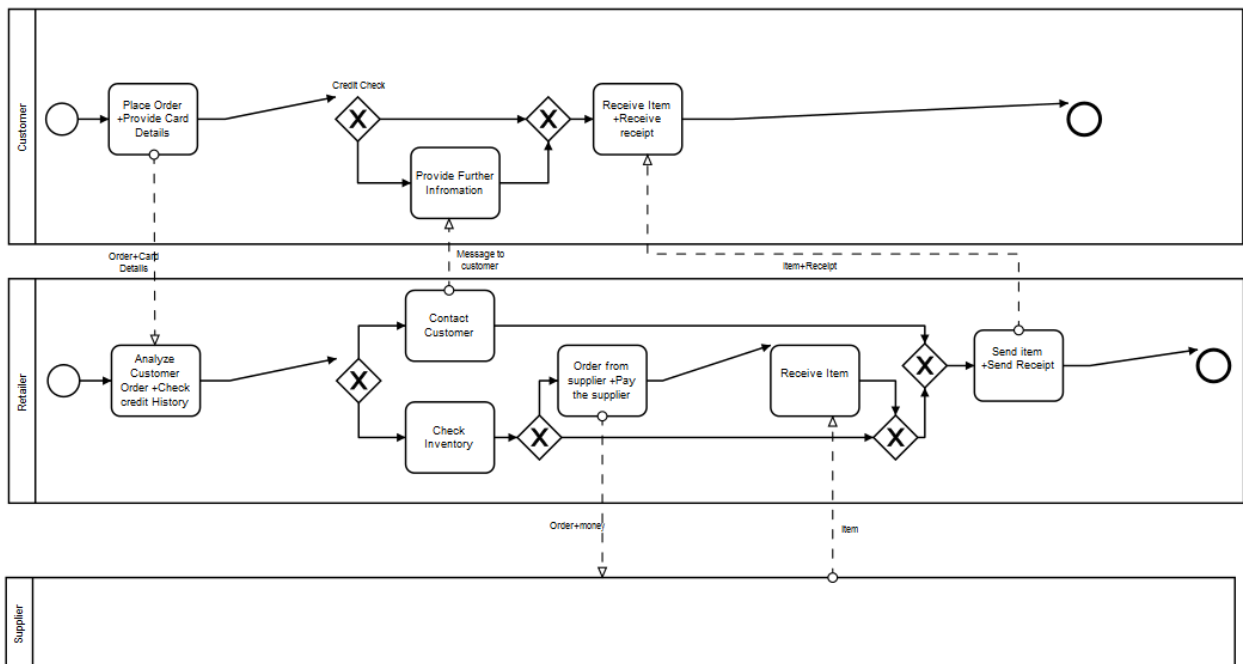 Customer
Credit Check
Place Order
+Provide Card
Details
X
X
Receive Item
+Receive
receipt
Provide Further
Infromation
Order+Card
Details
Message to
customer
Item+Receipt
Retailer
Contact
Customer
Analyze
Customer
Order +Check
credit History
X
Order from
supplier +Pay
the supplier
Receive Item
X
Send item
+Send Receipt
Check
Inventory
X
X
Order+money
Item
Supplier